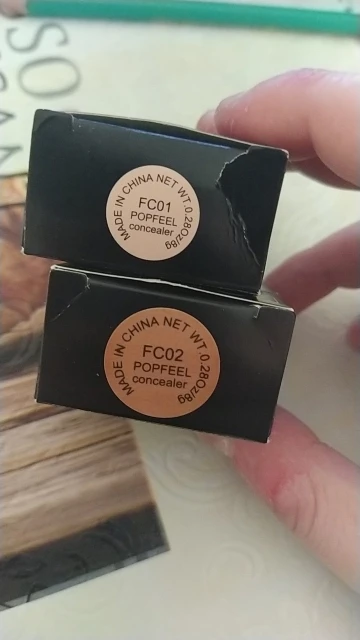 SO
MADE IN CHINA NET WT.:0.28Oz/8g
FC01
POPFEEL
concealer
MADE IN CHINA NET WT.:0.28Oz/8g
FC02
POPFEEL
concealer